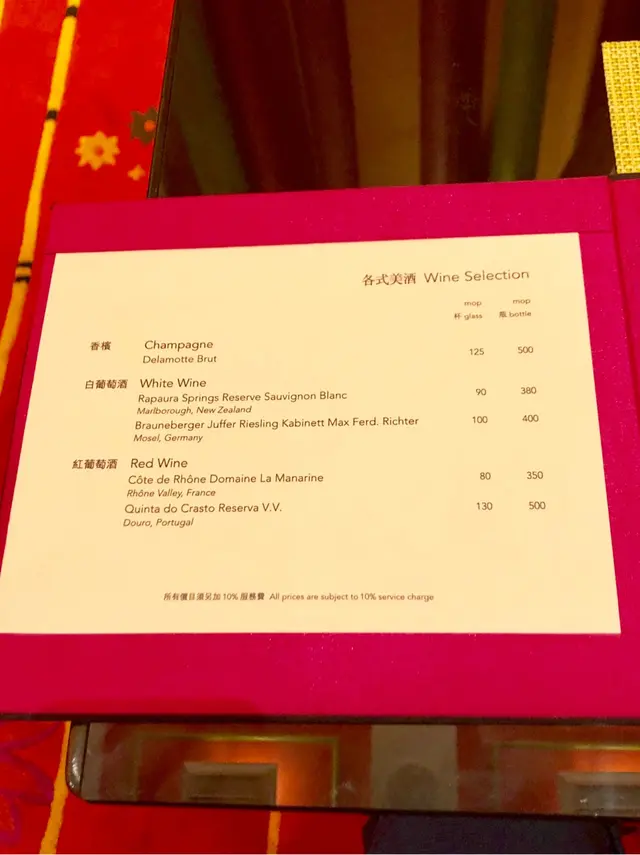 各式美酒 Wine Selection
mop mop
杯 glass 瓶 bottle
香檳 Champagne
Delamotte Brut 125 500
白葡萄酒 White Wine
Rapaura Springs Reserve Sauvignon Blanc 90 380
Marlborough, New Zealand
Brauneberger Juffer Riesling Kabinett Max Ferd. Richter 100 400
Mosel, Germany
紅葡萄酒 Red Wine
Côte de Rhône Domaine La Manarine 80 350
Rhône Valley, France
Quinta do Crasto Reserva V.V. 130 500
Douro, Portugal
所有價目須另加 10% 服務費 All prices are subject to 10% service charge